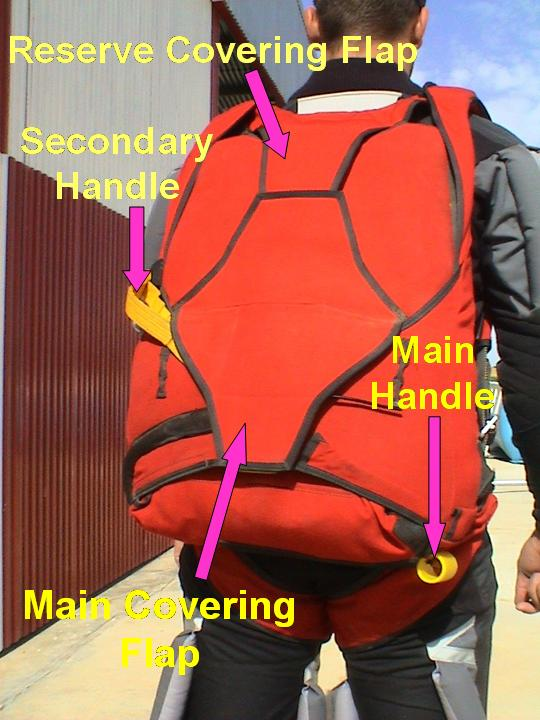 Reserve Covering Flap
Secondary
Handle
Main
Handle
Main Covering
Flap